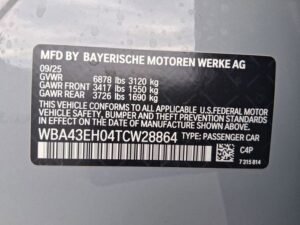 MFD BY BAYERISCHE MOTOREN WERKE AG
09/25
GVWR 6878 lbs 3120 kg
GAWR FRONT 3417 lbs 1550 kg
GAWR REAR 3726 lbs 1690 kg
THIS VEHICLE CONFORMS TO ALL APPLICABLE U.S. FEDERAL MOTOR
VEHICLE SAFETY, BUMPER, AND THEFT PREVENTION STANDARDS
IN EFFECT ON THE DATE OF MANUFACTURE SHOWN ABOVE.
WBA43EH04TCW28864 TYPE: PASSENGER CAR
C4P
7 315 814